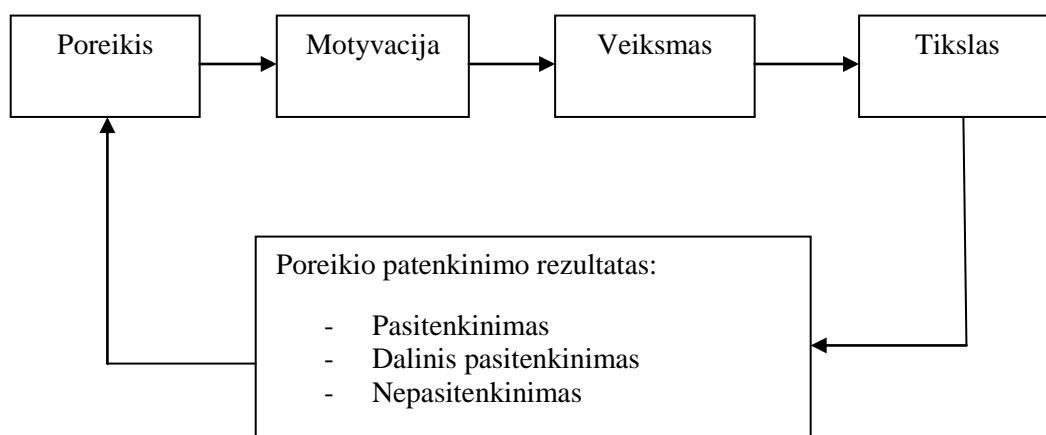 Poreikis
Motyvacija
Veiksmas
Tikslas
Poreikio patenkinimo rezultatas:
- Pasitenkinimas
- Dalinis pasitenkinimas
- Nepasitenkinimas